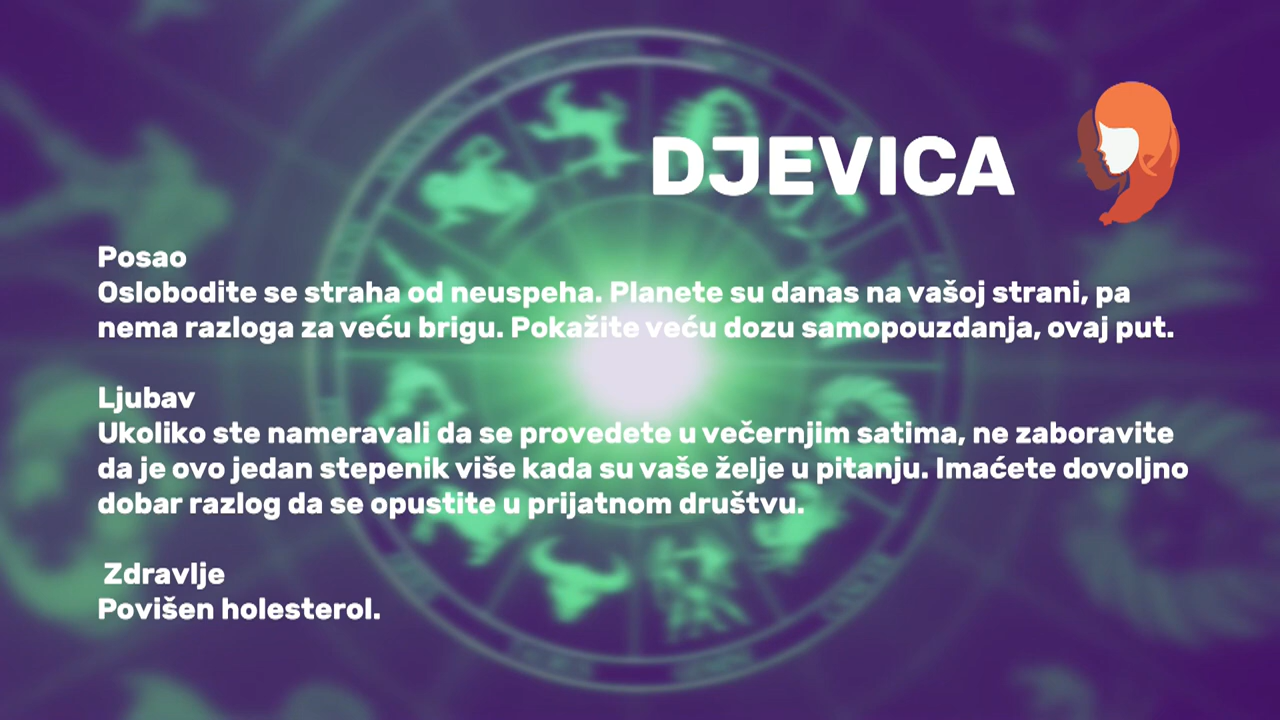 DJEVICA
Posao
Oslobodite se straha od neuspeha. Planete su danas na vašoj strani, pa
nema razloga za veću brigu. Pokažite veću dozu samopouzdanja, ovaj put.
Ljubav
Ukoliko ste nameravali da se provedete u večernjim satima, ne zaboravite
da je ovo jedan stepenik više kada su vaše želje u pitanju. Imaćete dovoljno
dobar razlog da se opustite u prijatnom društvu.
Zdravlje
Povišen holesterol.